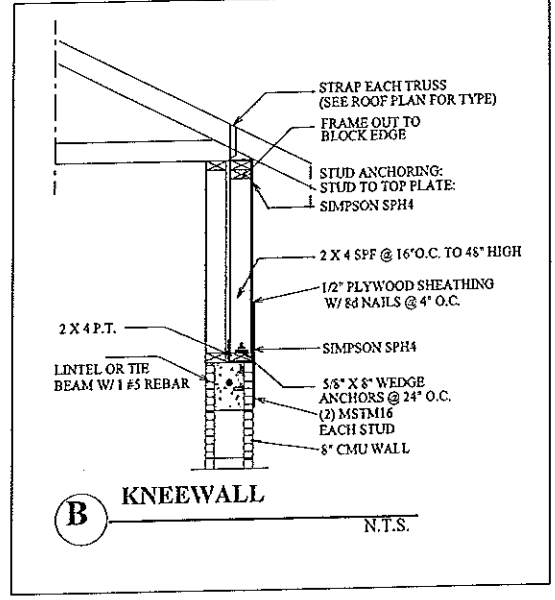 STRAP EACH TRUSS
(SEE ROOF PLAN FOR TYPE)
FRAME OUT TO
BLOCK EDGE
STUD ANCHORING:
STUD TO TOP PLATE:
SIMPSON SPH4
2 X 4 SPF @ 16"O.C. TO 48" HIGH
1/2" PLYWOOD SHEATHING
W/ 8d NAILS @ 4" O.C.
2 X 4 P.T.
SIMPSON SPH4
LINTEL OR TIE
BEAM W/ 1 #5 REBAR
5/8" X 8" WEDGE
ANCHORS @ 24" O.C.
(2) MSTM16
EACH STUD
8" CMU WALL
B
KNEEWALL
N.T.S.